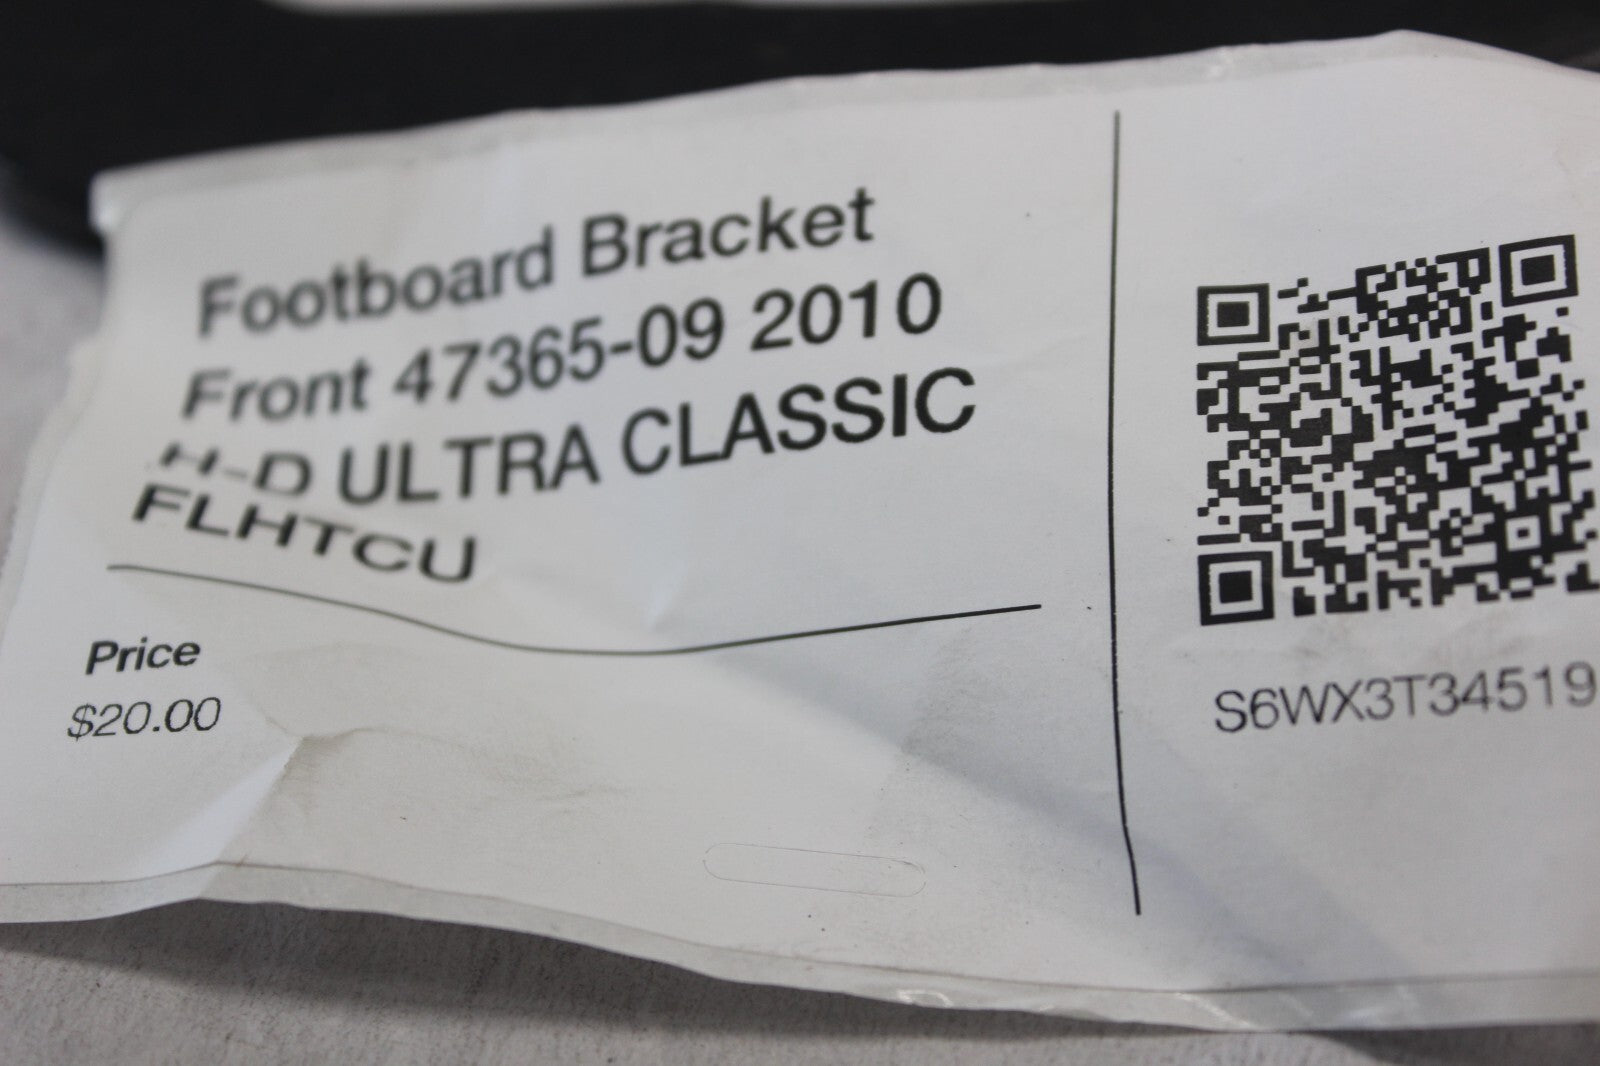 Footboard Bracket
Front 47365-09 2010
H-D ULTRA CLASSIC
FLHTCU
Price
$20.00
S6WX3T34519